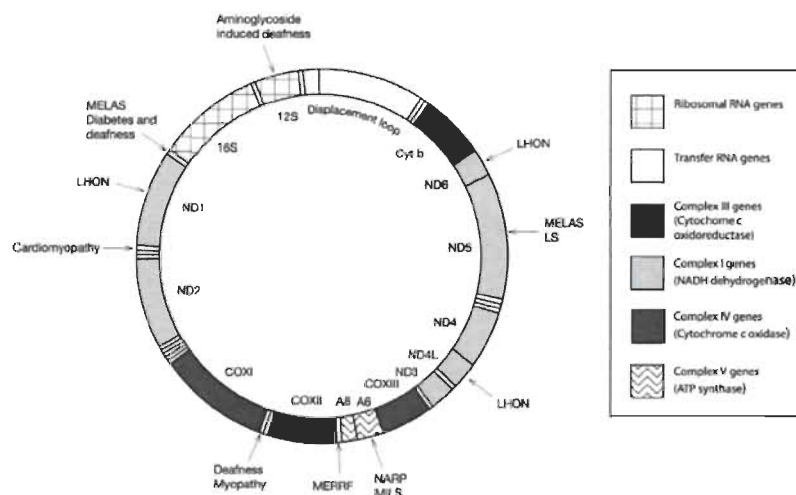 Aminoglycoside
induced deafness
MELAS
Diabetes and
deafness
LHON
Cardiomyopathy
Deafness
Myopathy
MERRF
NARP
MILS
LHON
MELAS
LS
LHON
12S
16S
ND1
ND2
COXI
COXII
A8
A6
COXIII
ND3
ND4L
ND4
ND5
ND6
Cyt b
Displacement loop
Ribosomal RNA genes
Transfer RNA genes
Complex III genes
(Cytochome c
oxidoreductase)
Complex I genes
(NADH dehydrogenase)
Complex IV genes
(Cytochrome c oxidase)
Complex V genes
(ATP synthase)